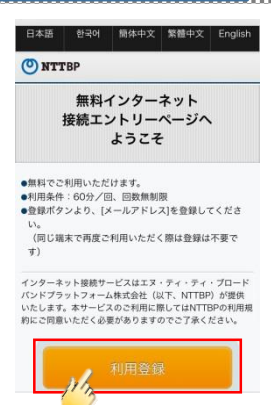 日本語 한국어 簡体中文 繁體中文 English
NTTBP
無料インターネット
接続エントリーページへ
ようこそ
●無料でご利用いただけます。
●利用条件：60分／回、回数無制限
●登録ボタンより、[メールアドレス]を登録してくださ
い。
（同じ端末で再度ご利用いただく際は登録は不要で
す）
インターネット接続サービスはエヌ・ティ・ティ・ブロード
バンドプラットフォーム株式会社（以下、NTTBP）が提供
いたします。本サービスのご利用に際してはNTTBPの利用規
約にご同意いただく必要がありますのでご了承ください。
利用登録